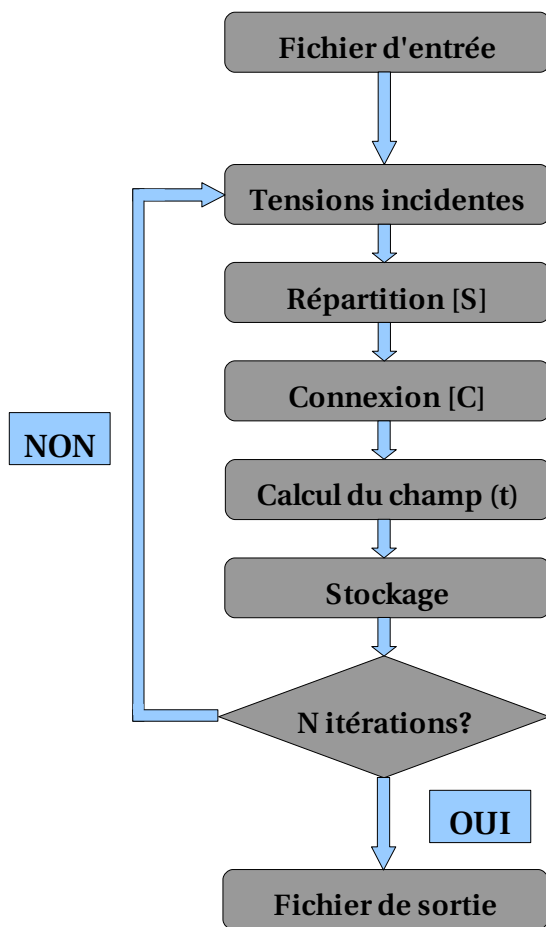 Fichier d'entrée
Tensions incidentes
Répartition [S]
Connexion [C]
NON
Calcul du champ (t)
Stockage
N itérations?
OUI
Fichier de sortie